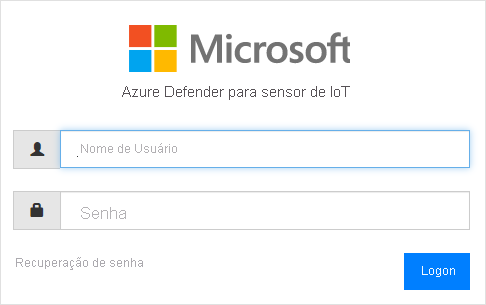 Microsoft
Azure Defender para sensor de IoT
Nome de Usuário
Senha
Recuperação de senha
Logon